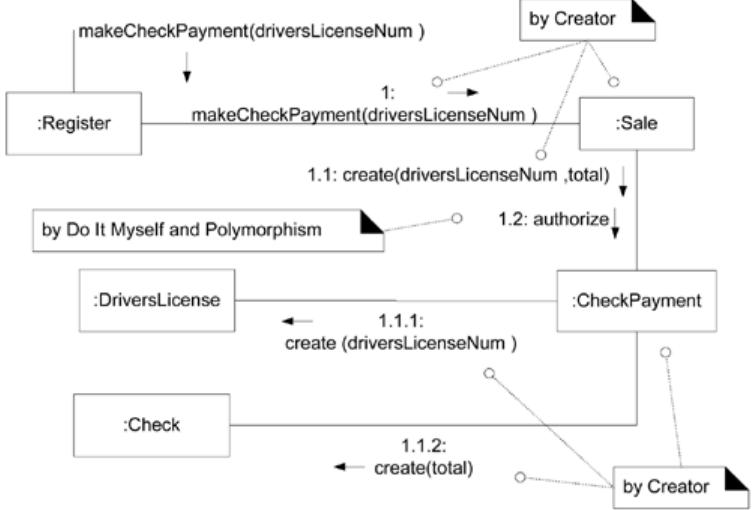 makeCheckPayment(driversLicenseNum )
by Creator
:Register
1:
makeCheckPayment(driversLicenseNum )
:Sale
1.1: create(driversLicenseNum ,total)
1.2: authorize
by Do It Myself and Polymorphism
:DriversLicense
:CheckPayment
1.1.1:
create (driversLicenseNum )
:Check
1.1.2:
create(total)
by Creator